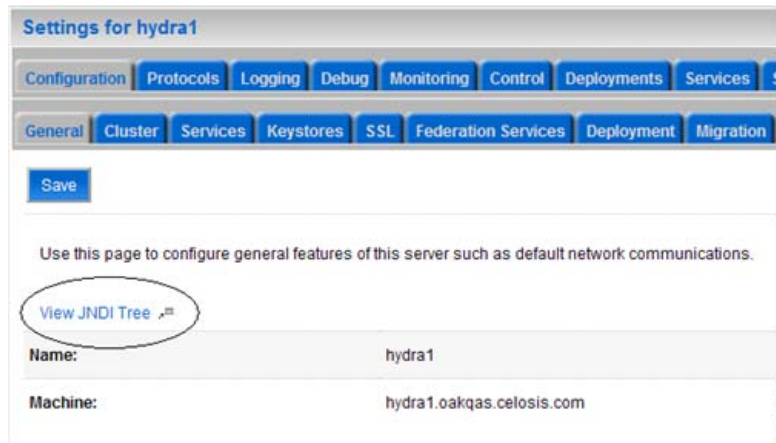 Settings for hydra1
Configuration Protocols Logging Debug Monitoring Control Deployments Services
General Cluster Services Keystores SSL Federation Services Deployment Migration
Save
Use this page to configure general features of this server such as default network communications.
View JNDI Tree
Name: hydra1
Machine: hydra1.oakqas.celosis.com